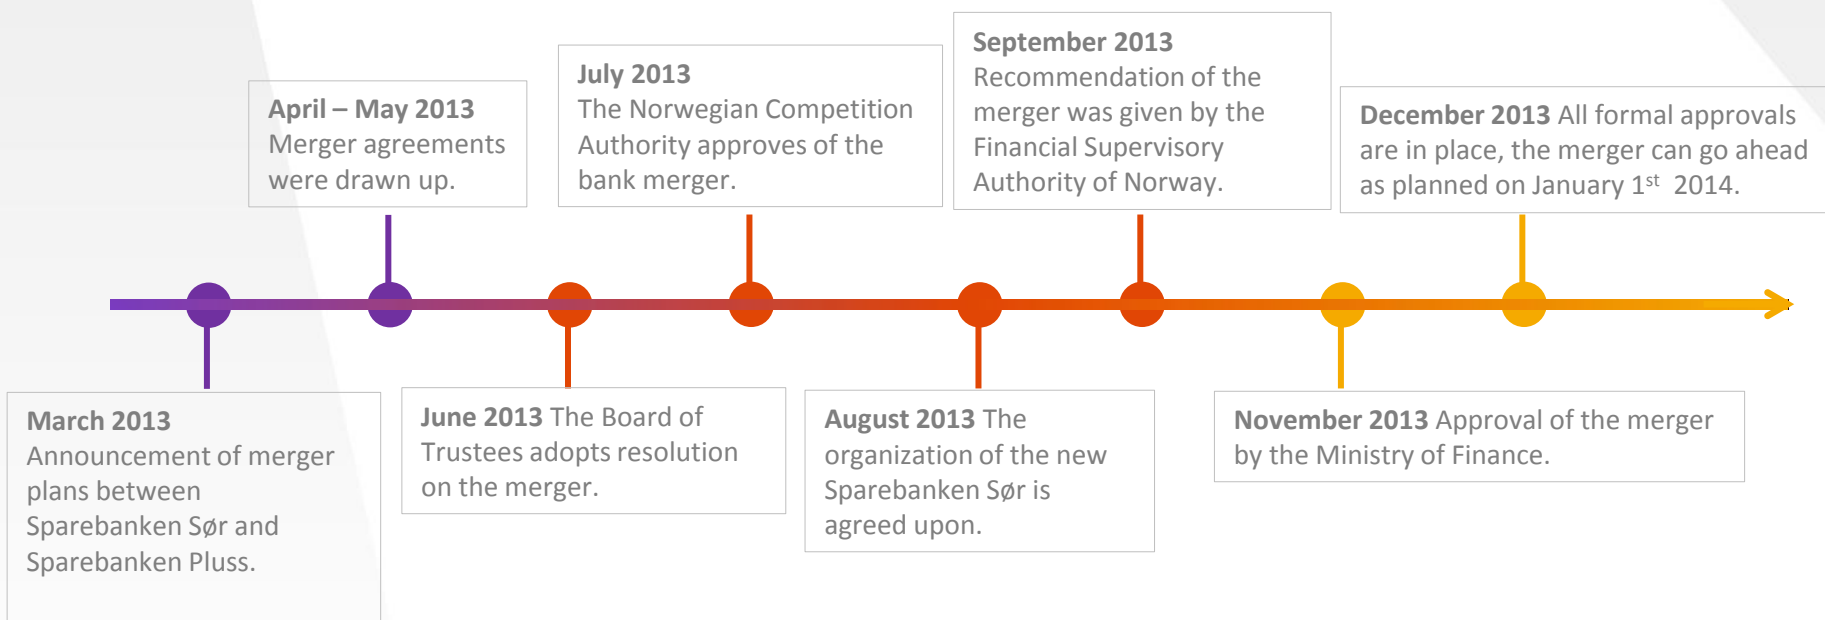 March 2013
Announcement of merger
plans between
Sparebanken Sør and
Sparebanken Pluss.
April – May 2013
Merger agreements
were drawn up.
June 2013 The Board of
Trustees adopts resolution
on the merger.
July 2013
The Norwegian Competition
Authority approves of the
bank merger.
August 2013 The
organization of the new
Sparebanken Sør is
agreed upon.
September 2013
Recommendation of the
merger was given by the
Financial Supervisory
Authority of Norway.
November 2013 Approval of the merger
by the Ministry of Finance.
December 2013 All formal approvals
are in place, the merger can go ahead
as planned on January 1st 2014.